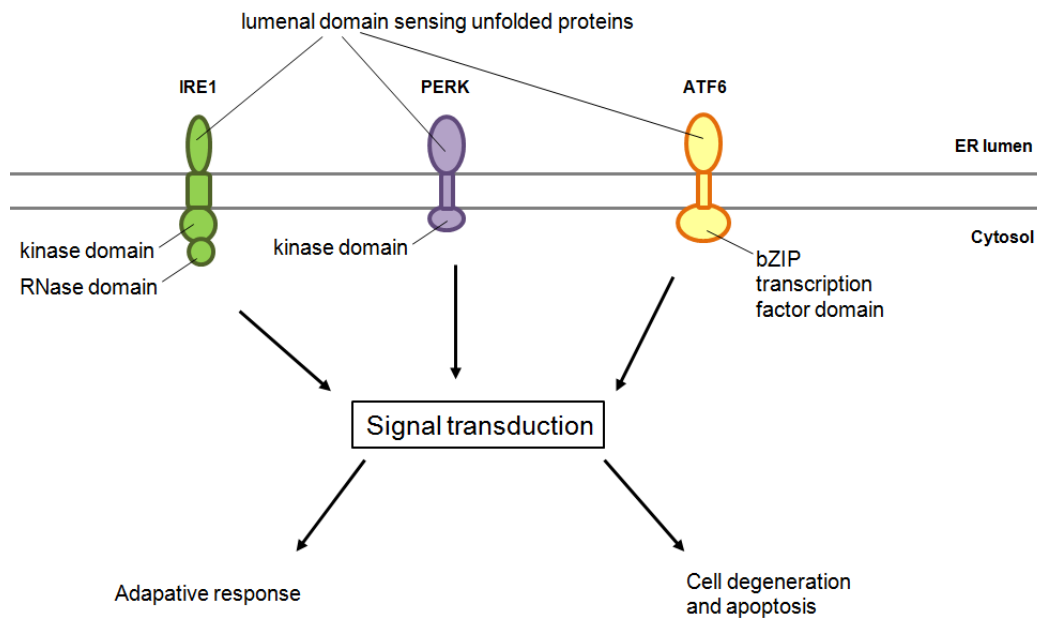 lumenal domain sensing unfolded proteins
IRE1
PERK
ATF6
ER lumen
Cytosol
kinase domain
RNase domain
kinase domain
bZIP
transcription
factor domain
Signal transduction
Adapative response
Cell degeneration
and apoptosis